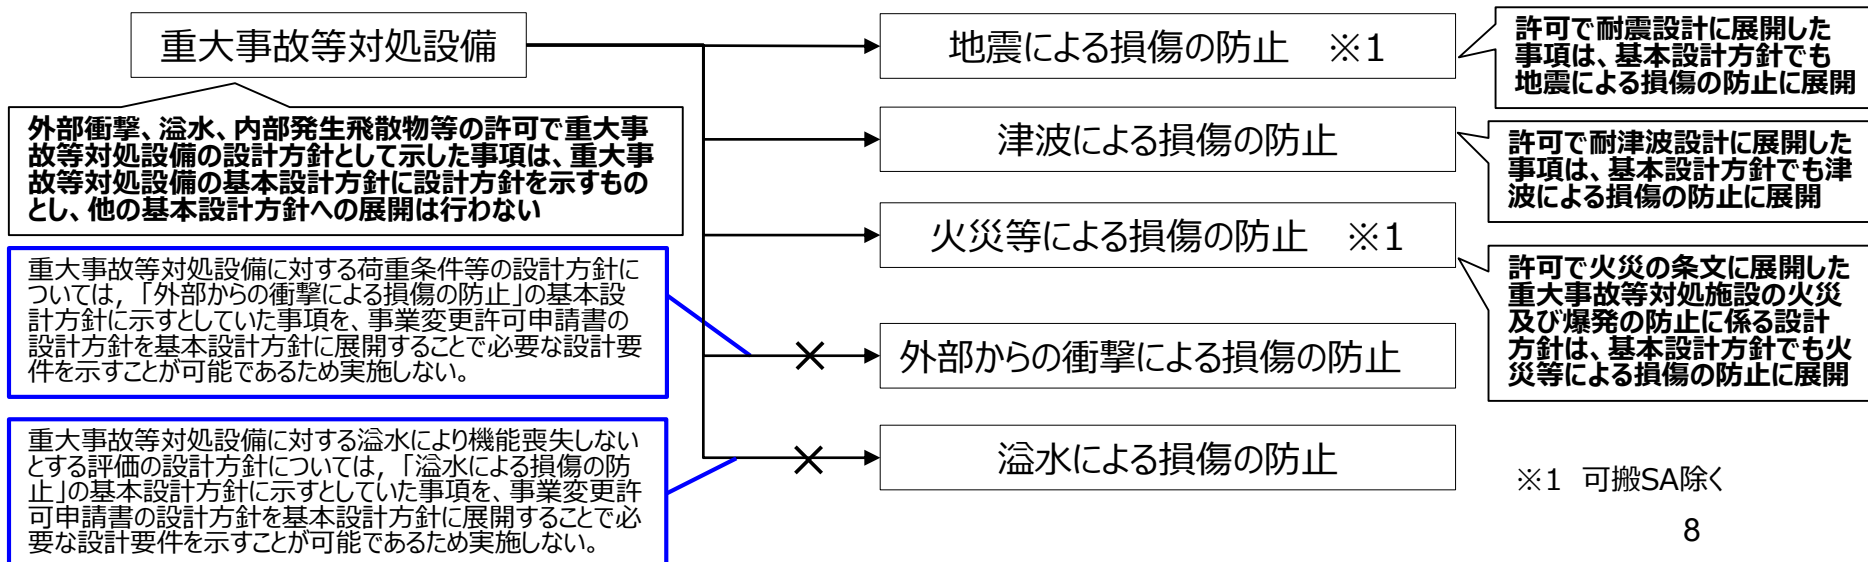 重大事故等対処設備
外部衝撃、溢水、内部発生飛散物等の許可で重大事
故等対処設備の設計方針として示した事項は、重大事
故等対処設備の基本設計方針に設計方針を示すもの
とし、他の基本設計方針への展開は行わない
重大事故等対処設備に対する荷重条件等の設計方針に
ついては,「外部からの衝撃による損傷の防止」の基本設
計方針に示すとしていた事項を、事業変更許可申請書の
設計方針を基本設計方針に展開することで必要な設計要
件を示すことが可能であるため実施しない。
重大事故等対処設備に対する溢水により機能喪失しない
とする評価の設計方針については,「溢水による損傷の防
止」の基本設計方針に示すとしていた事項を、事業変更許
可申請書の設計方針を基本設計方針に展開することで必
要な設計要件を示すことが可能であるため実施しない。
地震による損傷の防止 ※1
津波による損傷の防止
火災等による損傷の防止 ※1
外部からの衝撃による損傷の防止
溢水による損傷の防止
許可で耐震設計に展開した
事項は、基本設計方針でも
地震による損傷の防止に展開
許可で耐津波設計に展開した
事項は、基本設計方針でも津
波による損傷の防止に展開
許可で火災の条文に展開した
重大事故等対処施設の火災
及び爆発の防止に係る設計
方針は、基本設計方針でも火
災等による損傷の防止に展開
※1 可搬SA除く
8